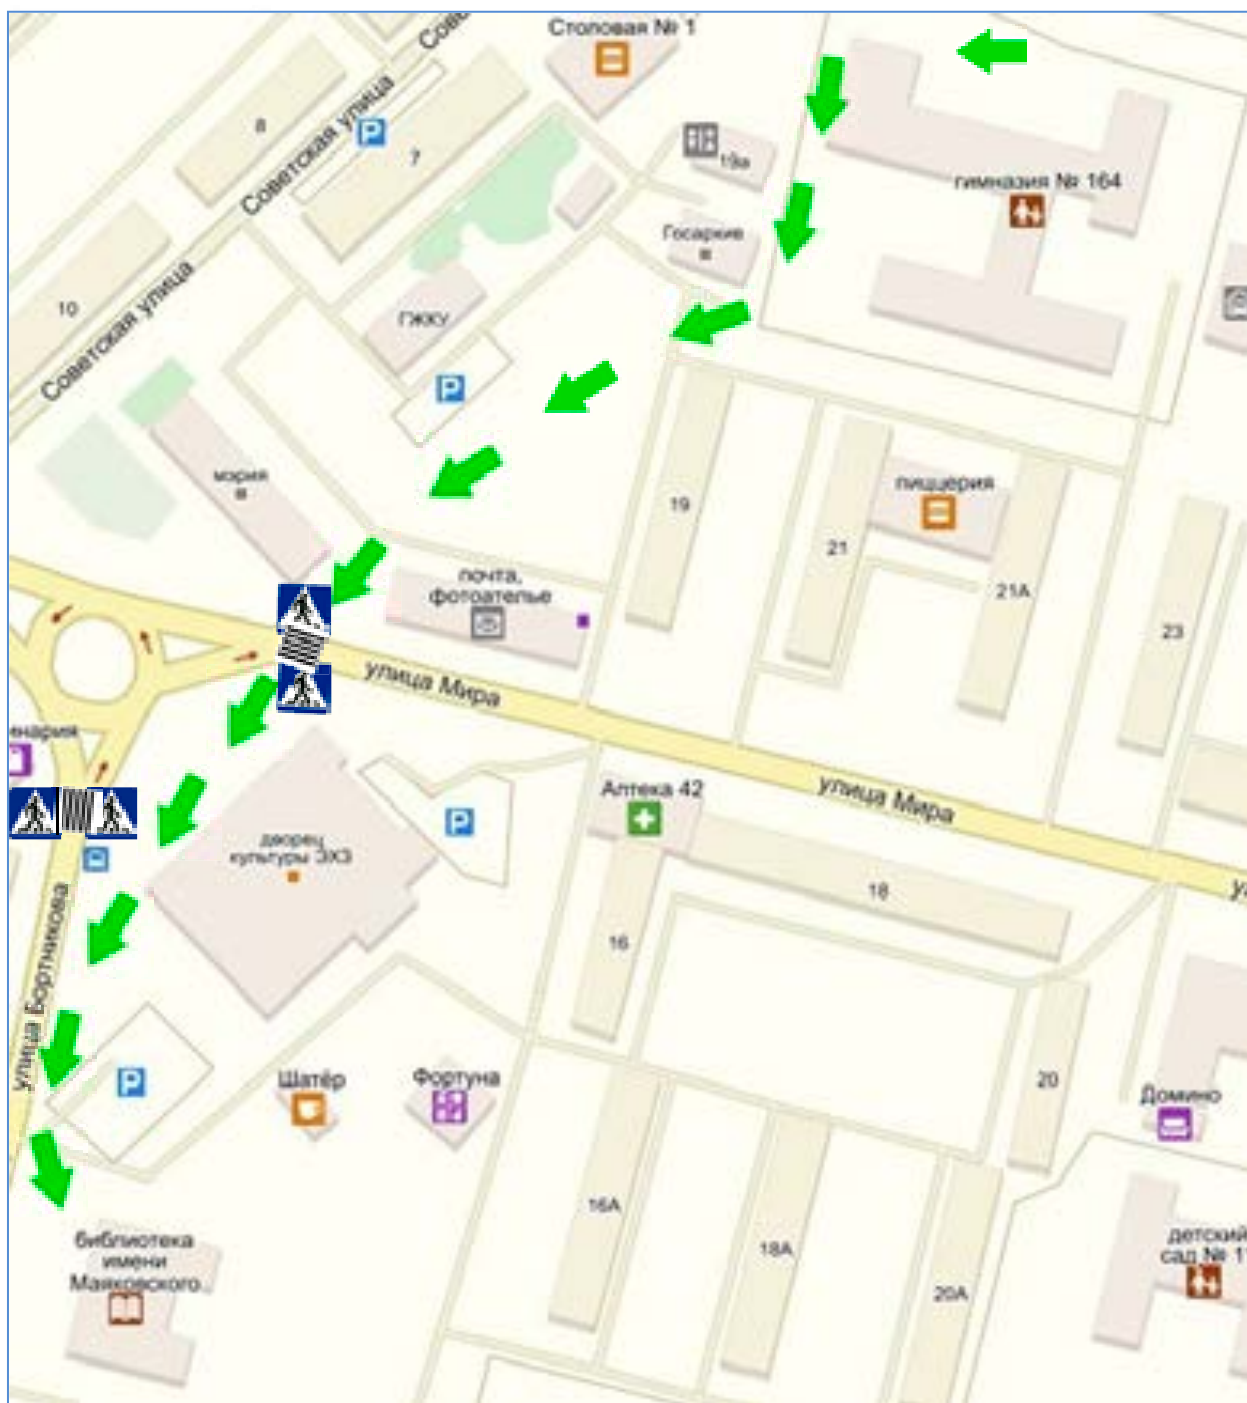 Столовая № 1
Сове
8
Советская улица
P
7
19а
гимназия № 164
Госархив
10
ГЖКУ
Советская улица
P
мэрия
19
пиццерия
21
21А
23
почта,
фотоателье
улица Мира
улица Мира
Аптека 42
P
дворец
культуры ЭХЗ
18
16
улица Бортникова
P
Шатёр
Фортуна
20
Домино
16А
18А
20А
библиотека
имени
Маяковского
детский
сад № 1